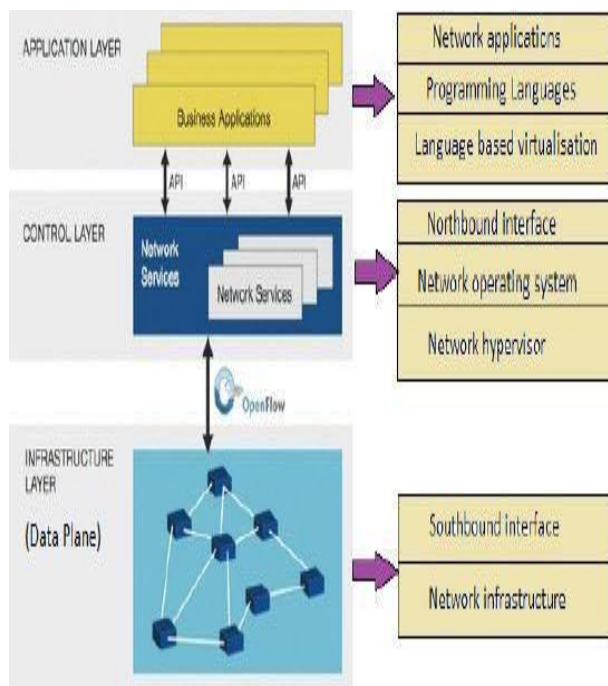 APPLICATION LAYER
Business Applications
API
API
API
CONTROL LAYER
Network
Services
Network Services
OpenFlow
INFRASTRUCTURE
LAYER
(Data Plane)
Network applications
Programming Languages
Language based virtualisation
Northbound interface
Network operating system
Network hypervisor
Southbound interface
Network infrastructure